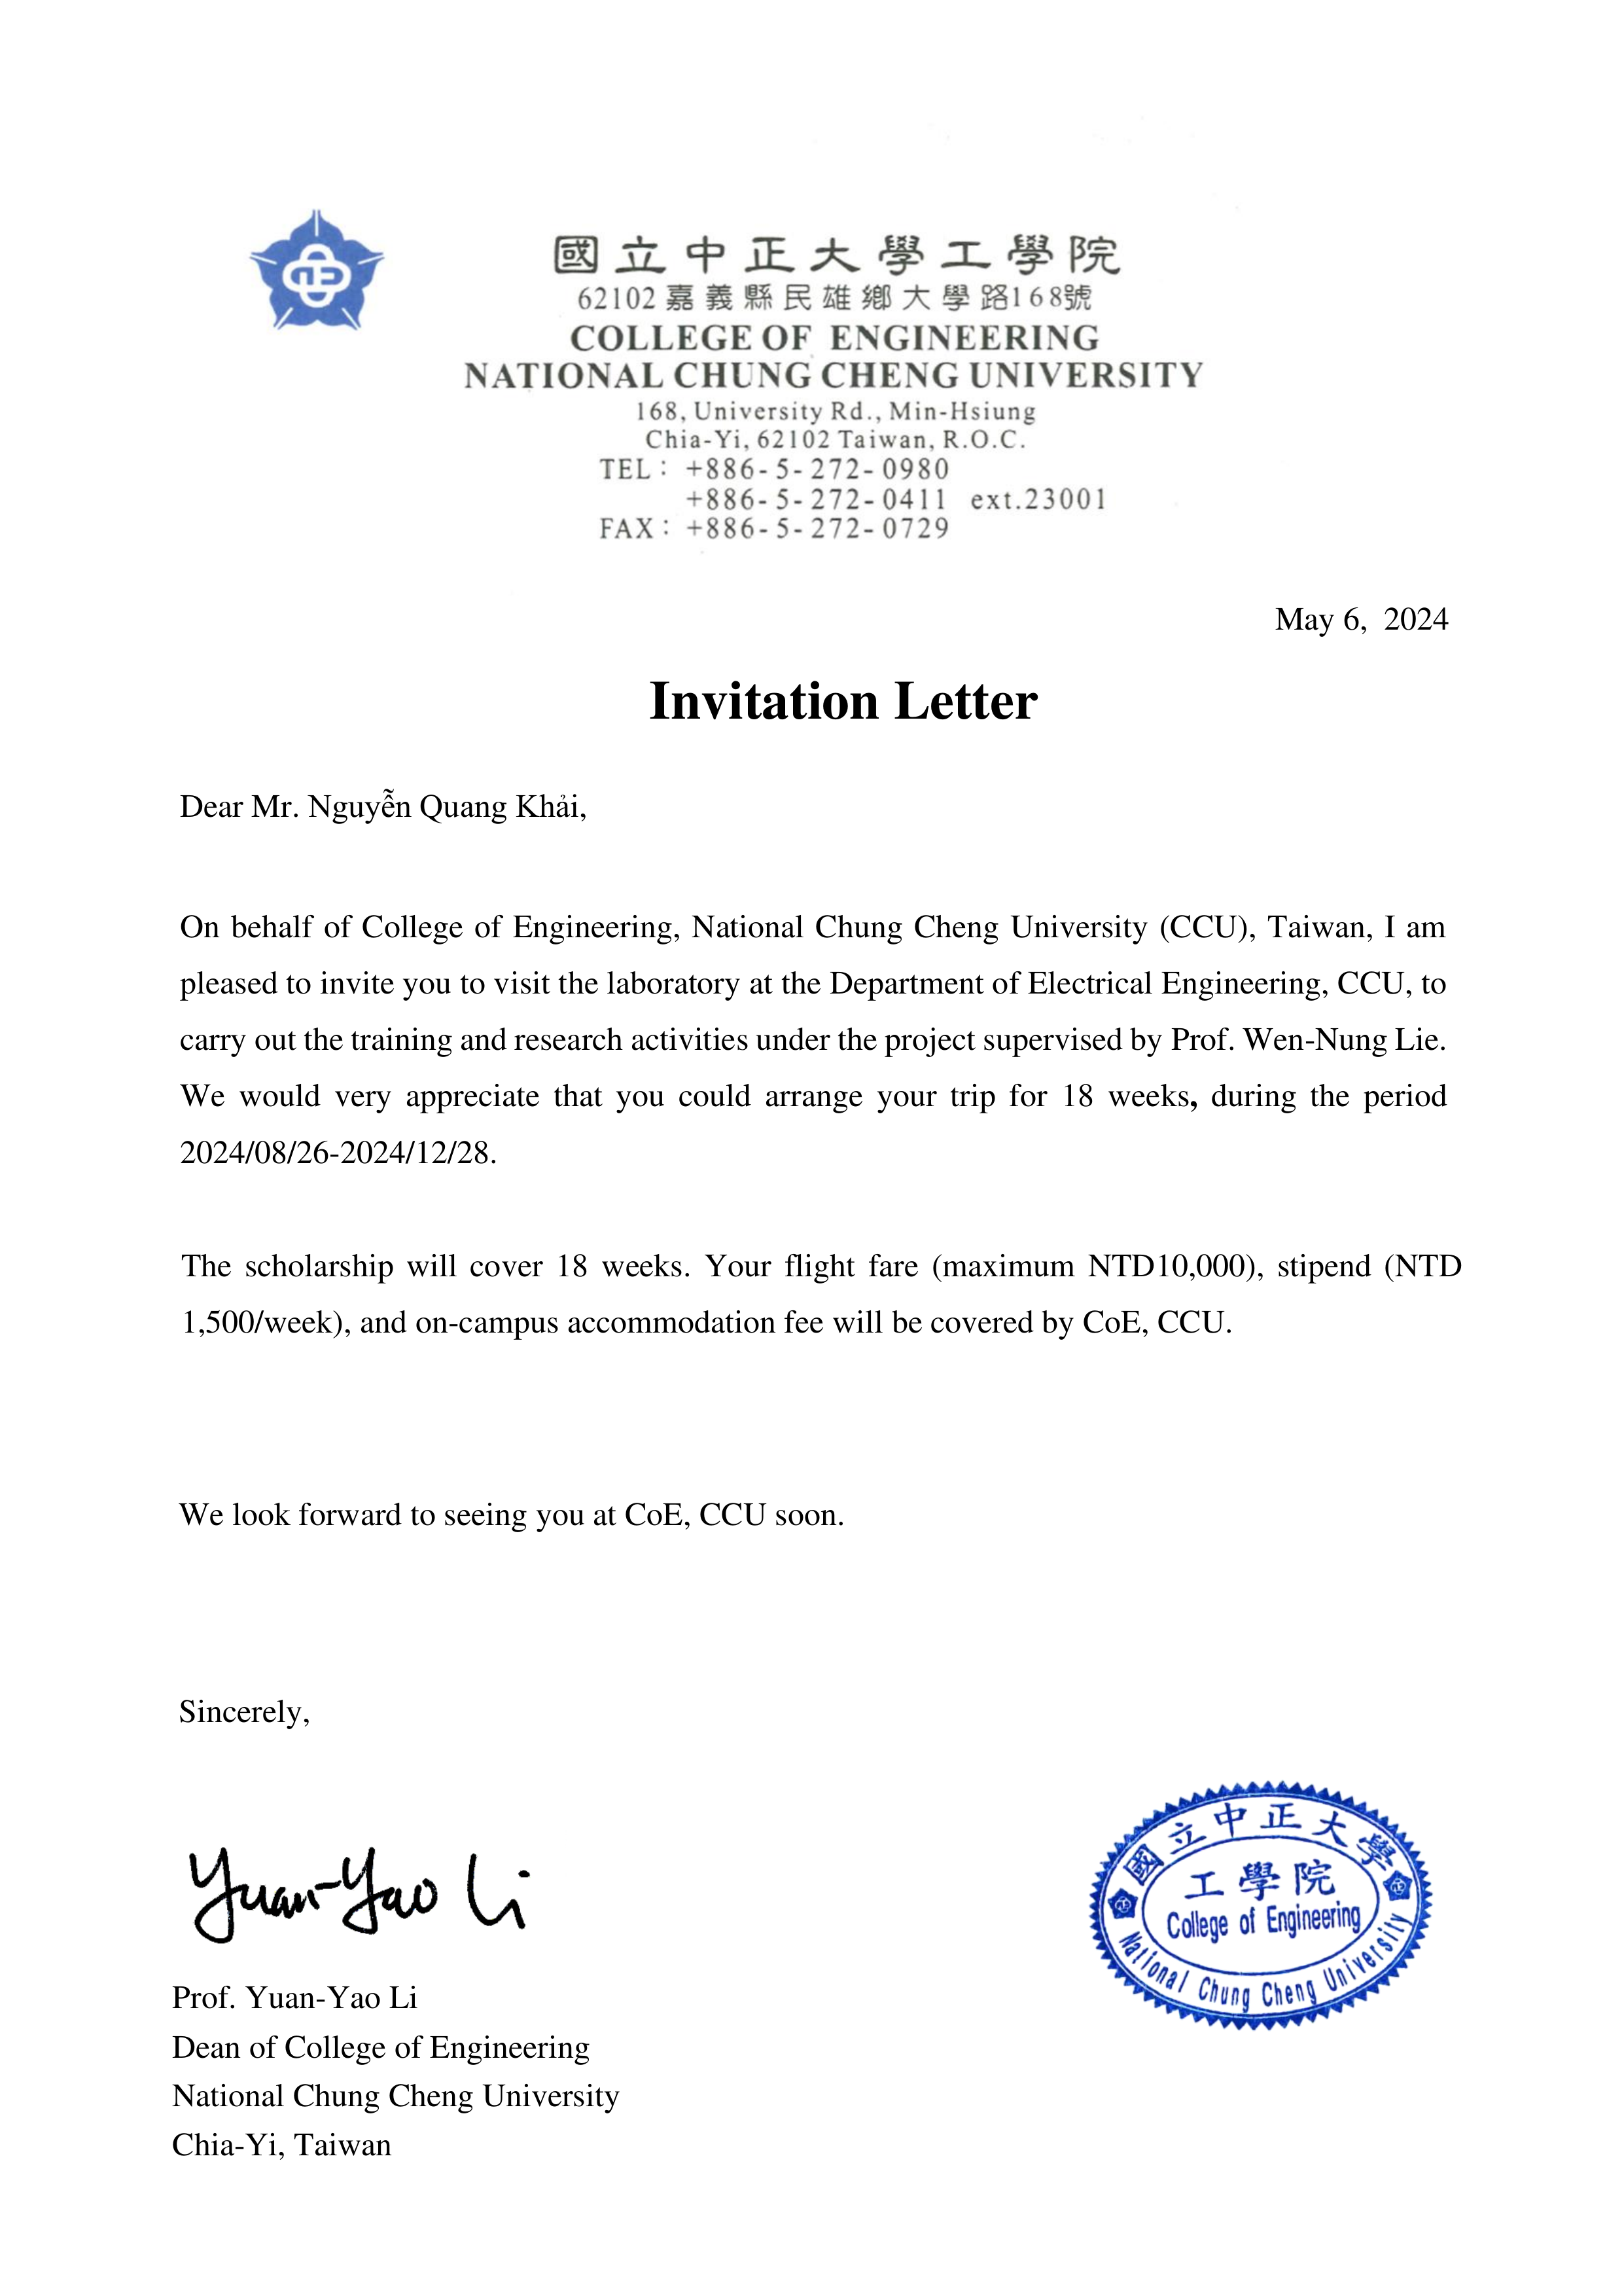 國立中正大學工學院
62102嘉義縣民雄鄉大學路168號
COLLEGE OF ENGINEERING
NATIONAL CHUNG CHENG UNIVERSITY
168, University Rd., Min-Hsiung
Chia-Yi, 62102 Taiwan, R.O.C.
TEL： +886-5-272-0980
+886-5-272-0411 ext.23001
FAX： +886-5-272-0729
May 6, 2024
Invitation Letter
Dear Mr. Nguyễn Quang Khải,
On behalf of College of Engineering, National Chung Cheng University (CCU), Taiwan, I am
pleased to invite you to visit the laboratory at the Department of Electrical Engineering, CCU, to
carry out the training and research activities under the project supervised by Prof. Wen-Nung Lie.
We would very appreciate that you could arrange your trip for 18 weeks, during the period
2024/08/26-2024/12/28.
The scholarship will cover 18 weeks. Your flight fare (maximum NTD10,000), stipend (NTD
1,500/week), and on-campus accommodation fee will be covered by CoE, CCU.
We look forward to seeing you at CoE, CCU soon.
Sincerely,
Yuan-Yao Li
Prof. Yuan-Yao Li
Dean of College of Engineering
National Chung Cheng University
Chia-Yi, Taiwan
國立中正大學
工學院
College of Engineering
National Chung Cheng University